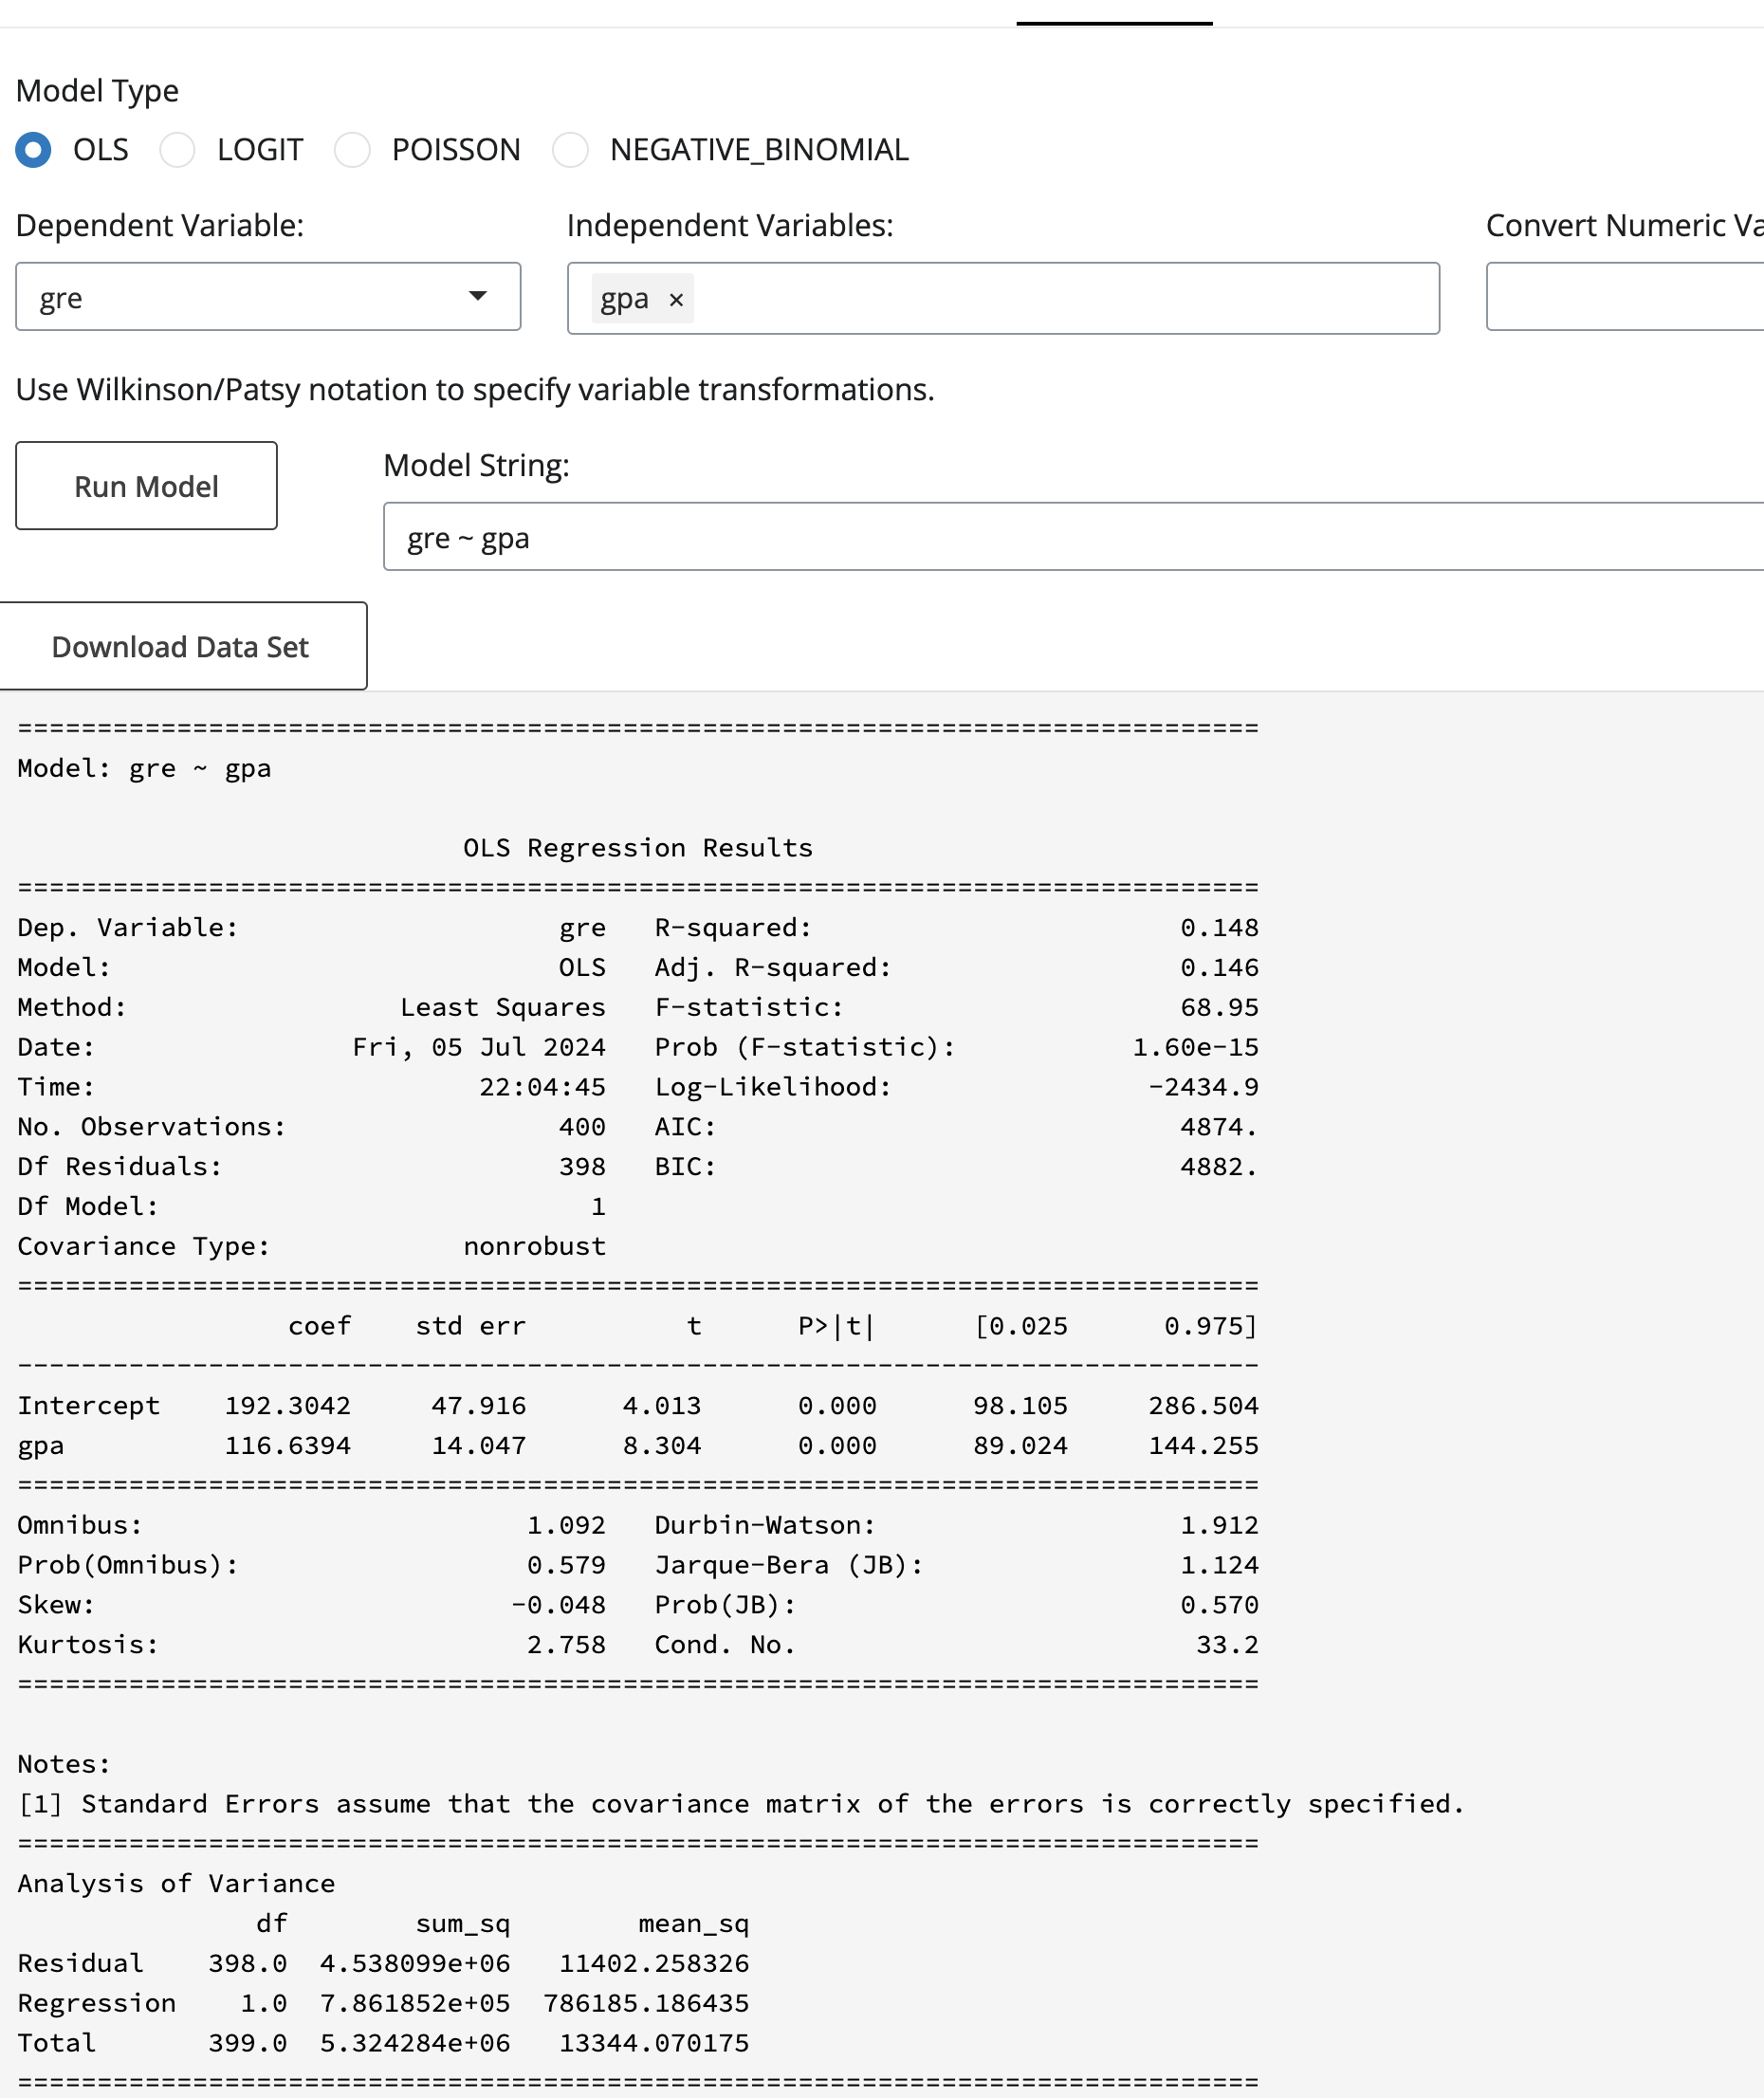 Model Type
OLS LOGIT POISSON NEGATIVE_BINOMIAL
Dependent Variable: Independent Variables: Convert Numeric Va
gre gpa ×
Use Wilkinson/Patsy notation to specify variable transformations.
Run Model
Model String:
gre ~ gpa
Download Data Set
==============================================================================
Model: gre ~ gpa
                            OLS Regression Results
==============================================================================
Dep. Variable:                    gre   R-squared:                       0.148
Model:                            OLS   Adj. R-squared:                  0.146
Method:                 Least Squares   F-statistic:                     68.95
Date:                Fri, 05 Jul 2024   Prob (F-statistic):           1.60e-15
Time:                        22:04:45   Log-Likelihood:                -2434.9
No. Observations:                 400   AIC:                             4874.
Df Residuals:                     398   BIC:                             4882.
Df Model:                           1
Covariance Type:            nonrobust
==============================================================================
                 coef    std err          t      P>|t|      [0.025      0.975]
------------------------------------------------------------------------------
Intercept    192.3042     47.916      4.013      0.000      98.105     286.504
gpa          116.6394     14.047      8.304      0.000      89.024     144.255
==============================================================================
Omnibus:                        1.092   Durbin-Watson:                   1.912
Prob(Omnibus):                  0.579   Jarque-Bera (JB):                1.124
Skew:                          -0.048   Prob(JB):                        0.570
Kurtosis:                       2.758   Cond. No.                         33.2
==============================================================================
Notes:
[1] Standard Errors assume that the covariance matrix of the errors is correctly specified.
==============================================================================
Analysis of Variance
               df        sum_sq        mean_sq
Residual    398.0  4.538099e+06   11402.258326
Regression    1.0  7.861852e+05  786185.186435
Total       399.0  5.324284e+06   13344.070175
==============================================================================